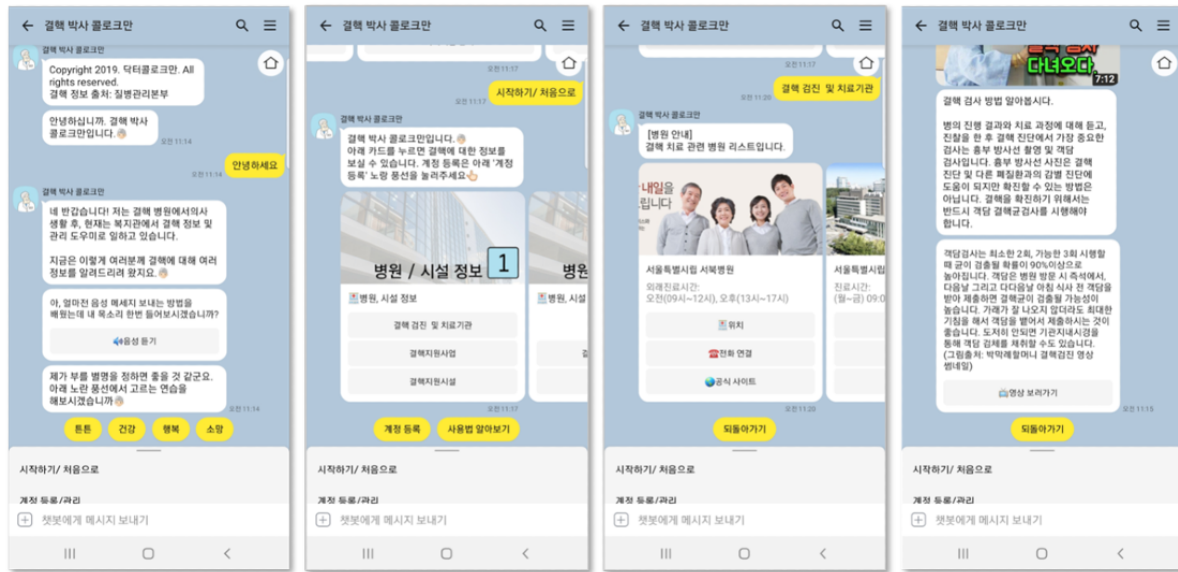 결핵 박사 콜로크만
결핵 박사 콜로크만
Copyright 2019. 닥터콜로크만. All
rights reserved.
결핵 정보 출처: 질병관리본부
안녕하십니까. 결핵 박사
콜로크만입니다.
오전 11:14
안녕하세요
오전 11:14
결핵 박사 콜로크만
네 반갑습니다! 저는 결핵 병원에서의사
생활 후, 현재는 복지관에서 결핵 정보 및
관리 도우미로 일하고 있습니다.
지금은 이렇게 여러분께 결핵에 대해 여러
정보를 알려드리려 왔지요.
아, 얼마전 음성 메세지 보내는 방법을
배웠는데 내 목소리 한번 들어보시겠습니까?
음성 듣기
제가 부를 별명을 정하면 좋을 것 같군요.
아래 노란 풍선에서 고르는 연습을
해보시겠습니까
오전 11:14
튼튼
건강
행복
소망
시작하기/ 처음으로
계정 등록/관리
챗봇에게 메시지 보내기
결핵 박사 콜로크만
오전 11:17
시작하기/ 처음으로
오전 11:17
결핵 박사 콜로크만
결핵 박사 콜로크만입니다.
아래 카드를 누르면 결핵에 대한 정보를
보실 수 있습니다. 계정 등록은 아래 '계정
등록' 노랑 풍선을 눌러주세요
병원 / 시설 정보 1
병원
병원, 시설 정보
병원, 시설
결핵 검진 및 치료기관
결핵지원사업
결핵지원시설
오전 11:17
계정 등록
사용법 알아보기
시작하기/ 처음으로
계정 등록/관리
챗봇에게 메시지 보내기
결핵 박사 콜로크만
오전 11:20
결핵 검진 및 치료기관
결핵 박사 콜로크만
[병원 안내]
결핵 치료 관련 병원 리스트입니다.
내일을
드립니다
서울특별시립 서북병원
서울특별시립
외래진료시간:
오전(09시~12시), 오후(13시~17시)
진료시간:
(월~금) 09:0
위치
전화 연결
공식 사이트
오전 11:20
되돌아가기
시작하기/ 처음으로
계정 등록/관리
챗봇에게 메시지 보내기
결핵 박사 콜로크만
결핵 검사
다녀오다.
7:12
결핵 검사 방법 알아봅시다.
병의 진행 결과와 치료 과정에 대해 듣고,
진찰을 한 후 결핵 진단에서 가장 중요한
검사는 흉부 방사선 촬영 및 객담
검사입니다. 흉부 방사선 사진은 결핵
진단 및 다른 폐질환과의 감별 진단에
도움이 되지만 확진할 수 있는 방법은
아닙니다. 결핵을 확진하기 위해서는
반드시 객담 결핵균검사를 시행해야
합니다.
객담검사는 최소한 2회, 가능한 3회 시행할
때 균이 검출될 확률이 90%이상으로
높아집니다. 객담은 병원 방문 시 즉석에서,
다음날 그리고 다다음날 아침 식사 전 객담을
받아 제출하면 결핵균이 검출될 가능성이
높습니다. 가래가 잘 나오지 않더라도 최대한
기침을 해서 객담을 뱉어서 제출하시는 것이
좋습니다. 도저히 안되면 기관지내시경을
통해 객담 검체를 채취할 수도 있습니다.
(그림출처: 박막례할머니 결핵검진 영상
썸네일)
영상 보러가기
오전 11:15
되돌아가기
시작하기/ 처음으로
계정 등록/관리
챗봇에게 메시지 보내기